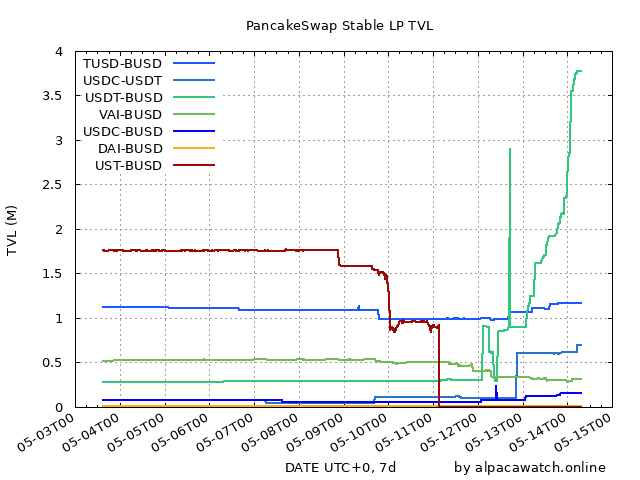 PancakeSwap Stable LP TVL
4
3.5
3
2.5
2
1.5
1
0.5
0
TVL (M)
TUSD-BUSD
USDC-USDT
USDT-BUSD
VAI-BUSD
USDC-BUSD
DAI-BUSD
UST-BUSD
05-03T00
05-04T00
05-05T00
05-06T00
05-07T00
05-08T00
05-09T00
05-10T00
05-11T00
05-12T00
05-13T00
05-14T00
05-15T00
DATE UTC+0, 7d
by alpacawatch.online